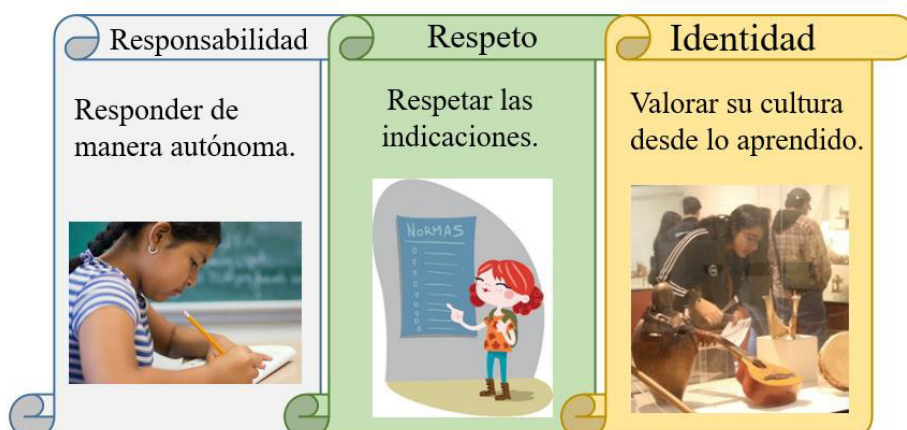 Responsabilidad
Responder de
manera autónoma.
Respeto
Respetar las
indicaciones.
NORMAS
Identidad
Valorar su cultura
desde lo aprendido.